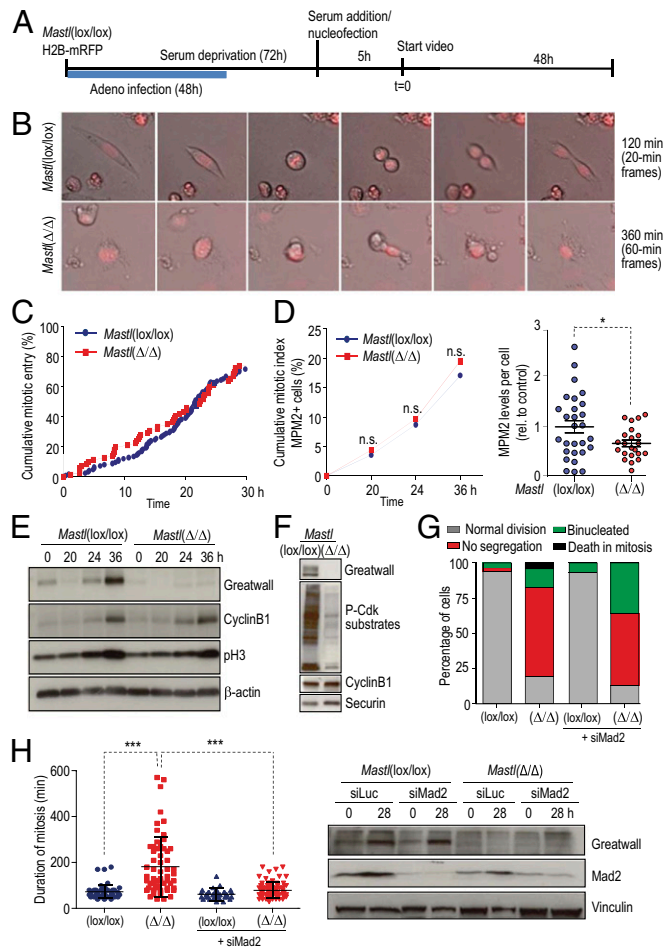 A
Mastl(lox/lox)
H2B-mRFP
Serum deprivation (72h)
Adeno infection (48h)
Serum addition/
nucleofection
5h
Start video
t=0
48h
B
Mastl(lox/lox)
120 min
(20-min
frames)
Mastl(Δ/Δ)
360 min
(60-min
frames)
C
Cumulative mitotic entry (%)
100
80
60
40
20
0
Mastl(lox/lox)
Mastl(Δ/Δ)
0 10 20 30 h
Time
D
Cumulative mitotic index
MPM2+ cells (%)
25
20
15
10
5
0
Mastl(lox/lox)
Mastl(Δ/Δ)
n.s.
n.s.
n.s.
20 24 36 h
Time
MPM2 levels per cell
(rel. to control)
3
2
1
0
*
Mastl (lox/lox) (Δ/Δ)
E
Mastl(lox/lox) Mastl(Δ/Δ)
0 20 24 36 0 20 24 36 h
Greatwall
CyclinB1
pH3
β-actin
F
Mastl
(lox/lox)(Δ/Δ)
Greatwall
P-Cdk
substrates
CyclinB1
Securin
G
Normal division
Binucleated
No segregation
Death in mitosis
Percentage of cells
100
75
50
25
0
(lox/lox) (Δ/Δ) (lox/lox) (Δ/Δ)
+ siMad2
H
Duration of mitosis (min)
600
400
200
0
***
***
(lox/lox) (Δ/Δ) (lox/lox) (Δ/Δ)
+ siMad2
Mastl(lox/lox) Mastl(Δ/Δ)
siLuc siMad2 siLuc siMad2
0 28 0 28 0 28 0 28 h
Greatwall
Mad2
Vinculin